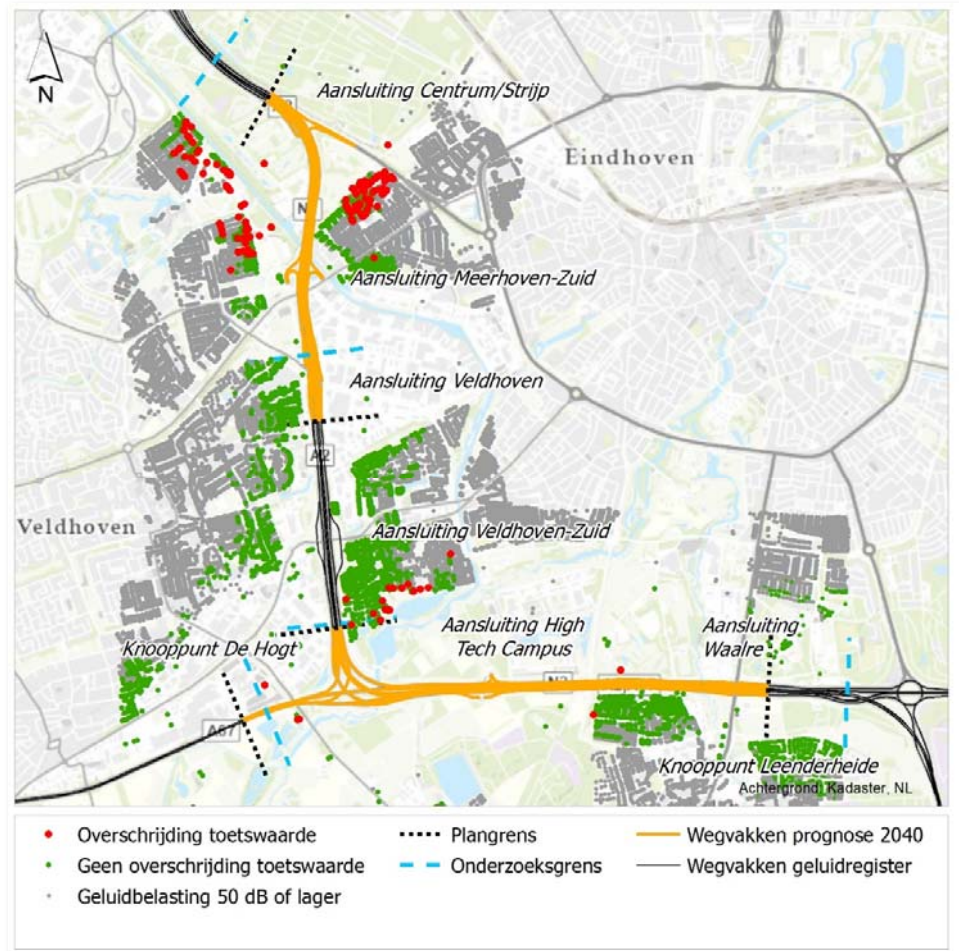 Aansluiting Centrum/Strijp
N
Eindhoven
Aansluiting Meerhoven-Zuid
Aansluiting Veldhoven
A2
Veldhoven
Aansluiting Veldhoven-Zuid
Knooppunt De Hogt
Aansluiting High
Tech Campus
Aansluiting
Waalre
N2
A67
Knooppunt Leenderheide
Achtergrond: Kadaster, NL
Overschrijding toetswaarde
Geen overschrijding toetswaarde
Geluidbelasting 50 dB of lager
Plangrens
Onderzoeksgrens
Wegvakken prognose 2040
Wegvakken geluidregister